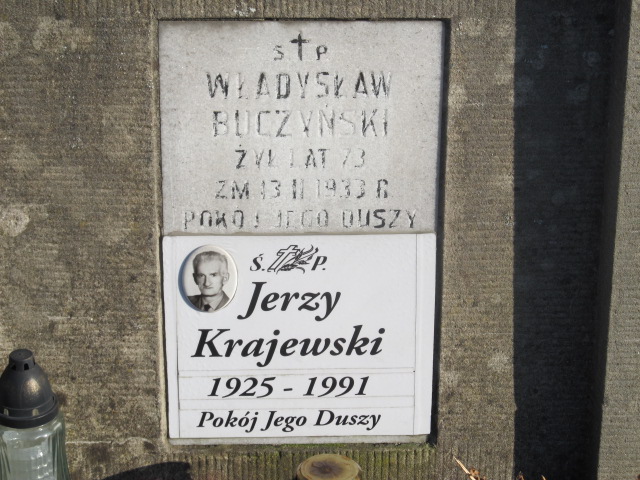 S P
WŁADYSŁAW
BUCZYŃSKI
ŻYŁ LAT 73
ZM 13 II 1933 R
POKÓJ JEGO DUSZY
Ś. P.
Jerzy
Krajewski
1925 - 1991
Pokój Jego Duszy